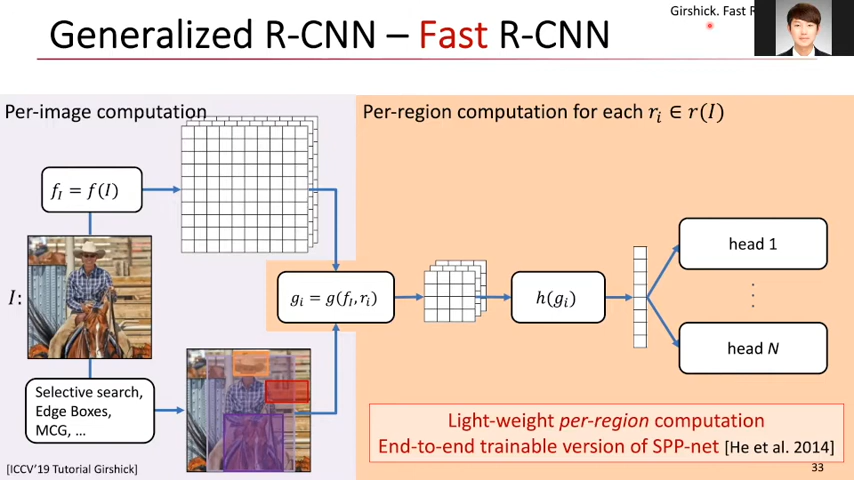 Girshick. Fast
Generalized R-CNN – Fast R-CNN
Per-image computation
Per-region computation for each rᵢ ∈ r(I)
f_I = f(I)
I:
gᵢ = g(f_I, rᵢ)
h(gᵢ)
head 1
head N
Selective search,
Edge Boxes,
MCG, …
Light-weight per-region computation
End-to-end trainable version of SPP-net [He et al. 2014]
[ICCV'19 Tutorial Girshick]
33